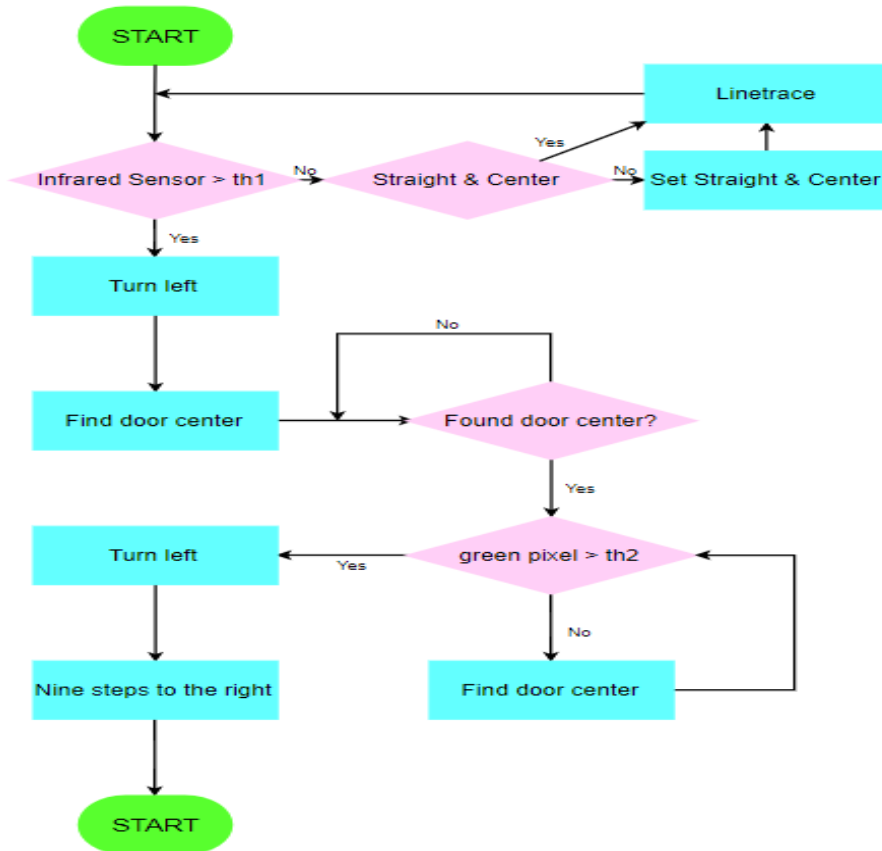 START
Linetrace
Yes
Infrared Sensor > th1
No
Straight & Center
No
Set Straight & Center
Yes
Turn left
No
Find door center
Found door center?
Yes
Turn left
Yes
green pixel > th2
No
Nine steps to the right
Find door center
START